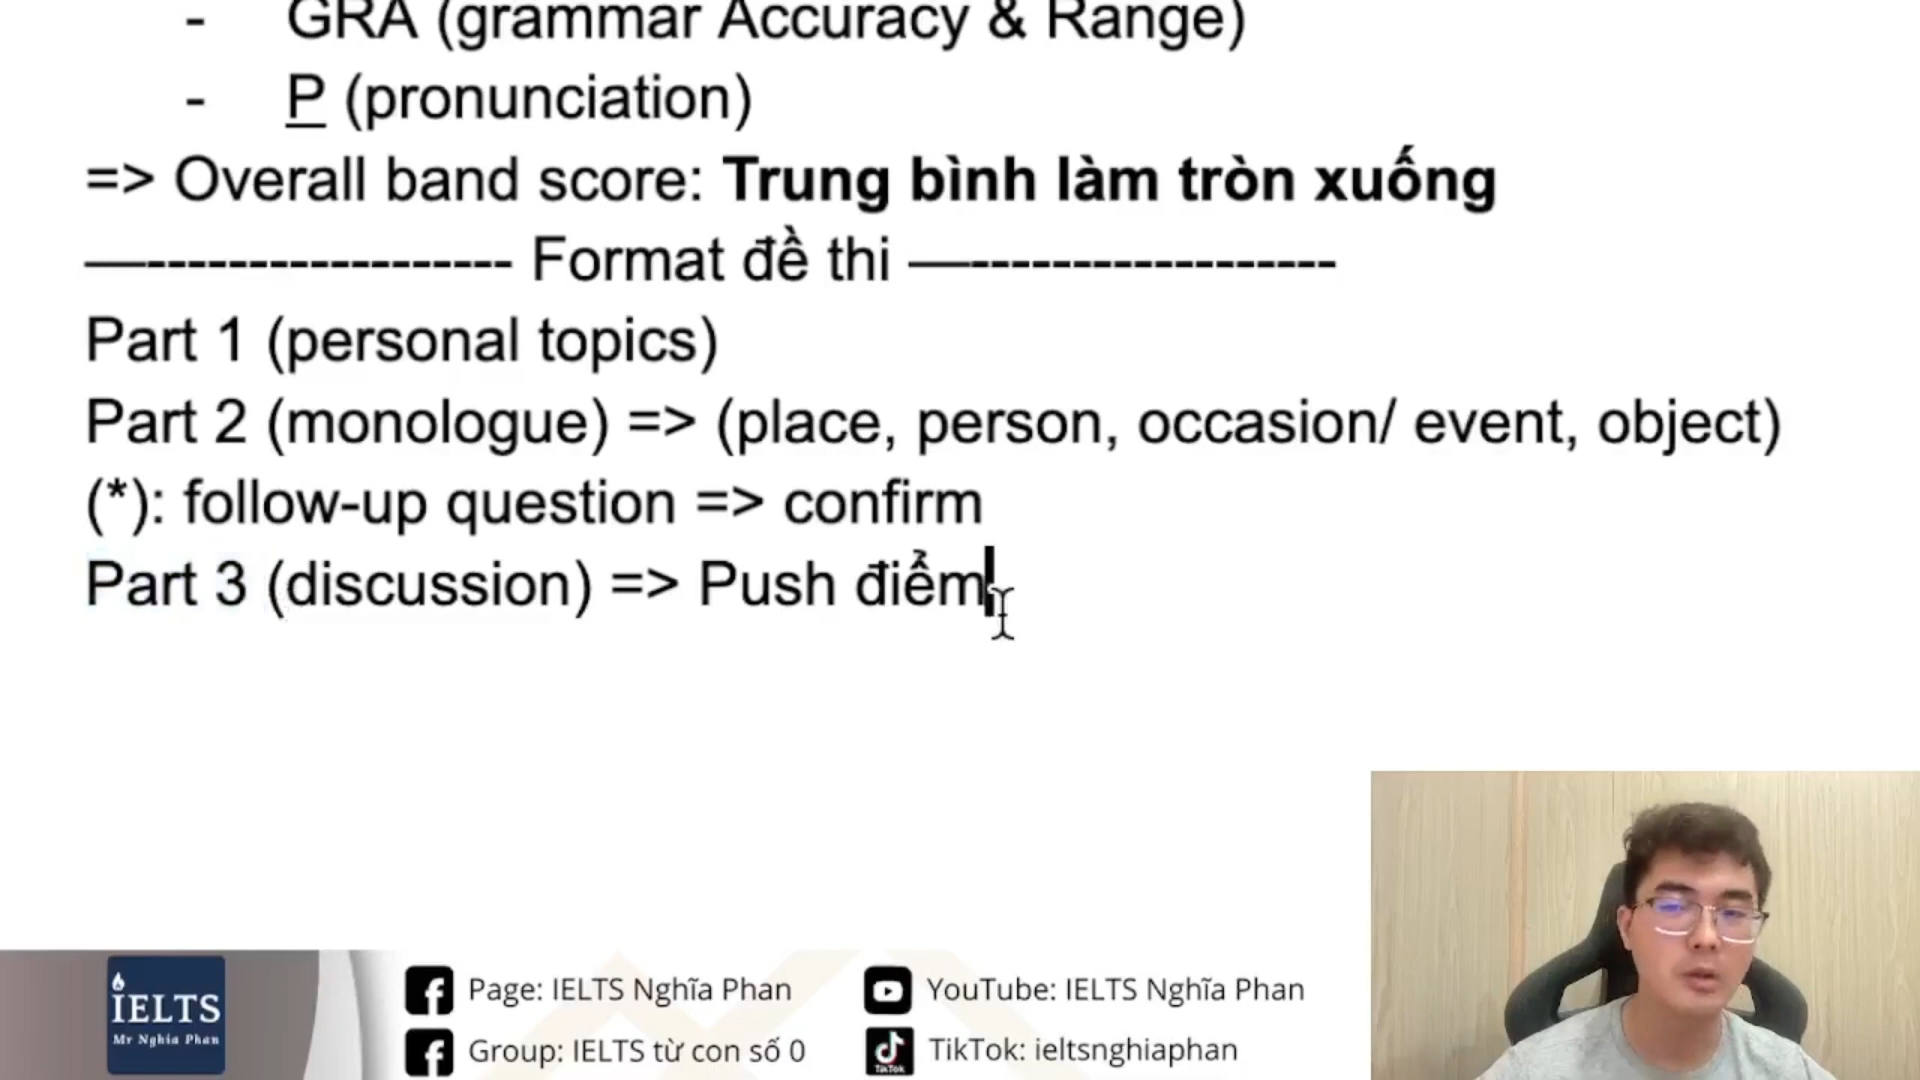 - GRA (grammar Accuracy & Range)
- P (pronunciation)
=> Overall band score: Trung bình làm tròn xuống
—------------------ Format đề thi —------------------
Part 1 (personal topics)
Part 2 (monologue) => (place, person, occasion/ event, object)
(*): follow-up question => confirm
Part 3 (discussion) => Push điểm
IELTS
Mr Nghia Phan
Page: IELTS Nghĩa Phan
Group: IELTS từ con số 0
YouTube: IELTS Nghĩa Phan
TikTok
TikTok: ieltsnghiaphan